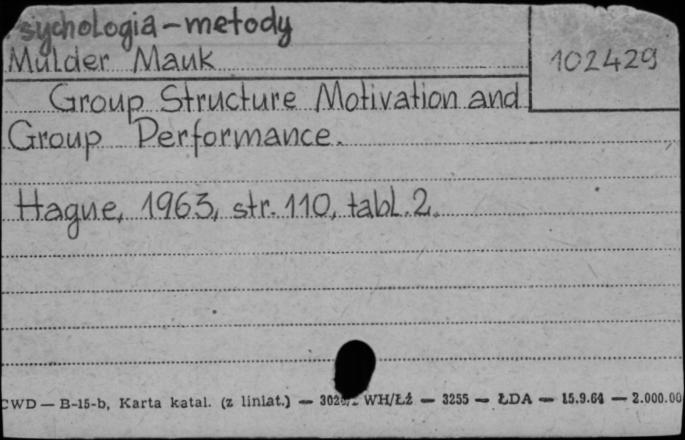 sychologia - metody
Mulder Mauk
102429
Group Structure Motivation and
Group Performance.
Hague, 1963, str. 110, tabl. 2.
CWD — B-15-b, Karta katal. (z liniat.) — WH/Łź — 3255 — ŁDA — 15.9.64 — 2.000.00